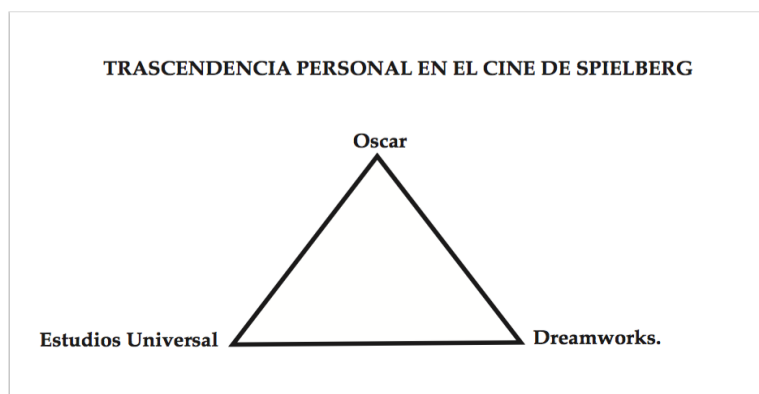 TRASCENDENCIA PERSONAL EN EL CINE DE SPIELBERG
Oscar
Estudios Universal
Dreamworks.